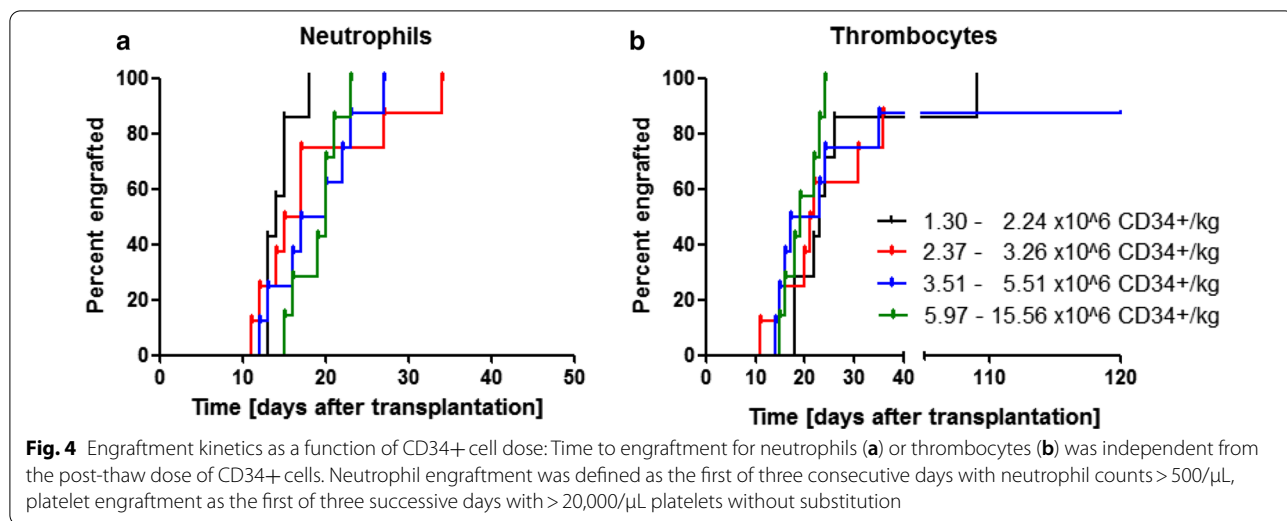 a
Neutrophils
100
80
60
40
20
0
Percent engrafted
0 10 20 30 40 50
Time [days after transplantation]
b
Thrombocytes
100
80
60
40
20
0
Percent engrafted
1.30 - 2.24 x10^6 CD34+/kg
2.37 - 3.26 x10^6 CD34+/kg
3.51 - 5.51 x10^6 CD34+/kg
5.97 - 15.56 x10^6 CD34+/kg
0 10 20 30 40 110 120
Time [days after transplantation]
Fig. 4 Engraftment kinetics as a function of CD34+ cell dose: Time to engraftment for neutrophils (a) or thrombocytes (b) was independent from
the post-thaw dose of CD34+ cells. Neutrophil engraftment was defined as the first of three consecutive days with neutrophil counts > 500/μL,
platelet engraftment as the first of three successive days with > 20,000/μL platelets without substitution